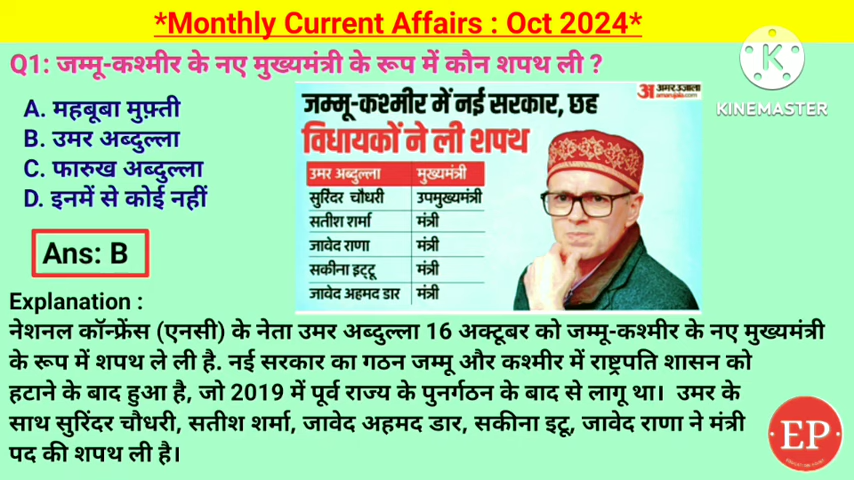 *Monthly Current Affairs : Oct 2024*
Q1: जम्मू-कश्मीर के नए मुख्यमंत्री के रूप में कौन शपथ ली ?
A. महबूबा मुफ़्ती
B. उमर अब्दुल्ला
C. फारुख अब्दुल्ला
D. इनमें से कोई नहीं
Ans: B
जम्मू-कश्मीर में नई सरकार, छह
विधायकों ने ली शपथ
अमर उजाला
amarujala.com
उमर अब्दुल्ला मुख्यमंत्री
सुरिंदर चौधरी उपमुख्यमंत्री
सतीश शर्मा मंत्री
जावेद राणा मंत्री
सकीना इट्टू मंत्री
जावेद अहमद डार मंत्री
K
KINEMASTER
Explanation :
नेशनल कॉन्फ्रेंस (एनसी) के नेता उमर अब्दुल्ला 16 अक्टूबर को जम्मू-कश्मीर के नए मुख्यमंत्री
के रूप में शपथ ले ली है. नई सरकार का गठन जम्मू और कश्मीर में राष्ट्रपति शासन को
हटाने के बाद हुआ है, जो 2019 में पूर्व राज्य के पुनर्गठन के बाद से लागू था। उमर के
साथ सुरिंदर चौधरी, सतीश शर्मा, जावेद अहमद डार, सकीना इटू, जावेद राणा ने मंत्री
पद की शपथ ली है।
EP